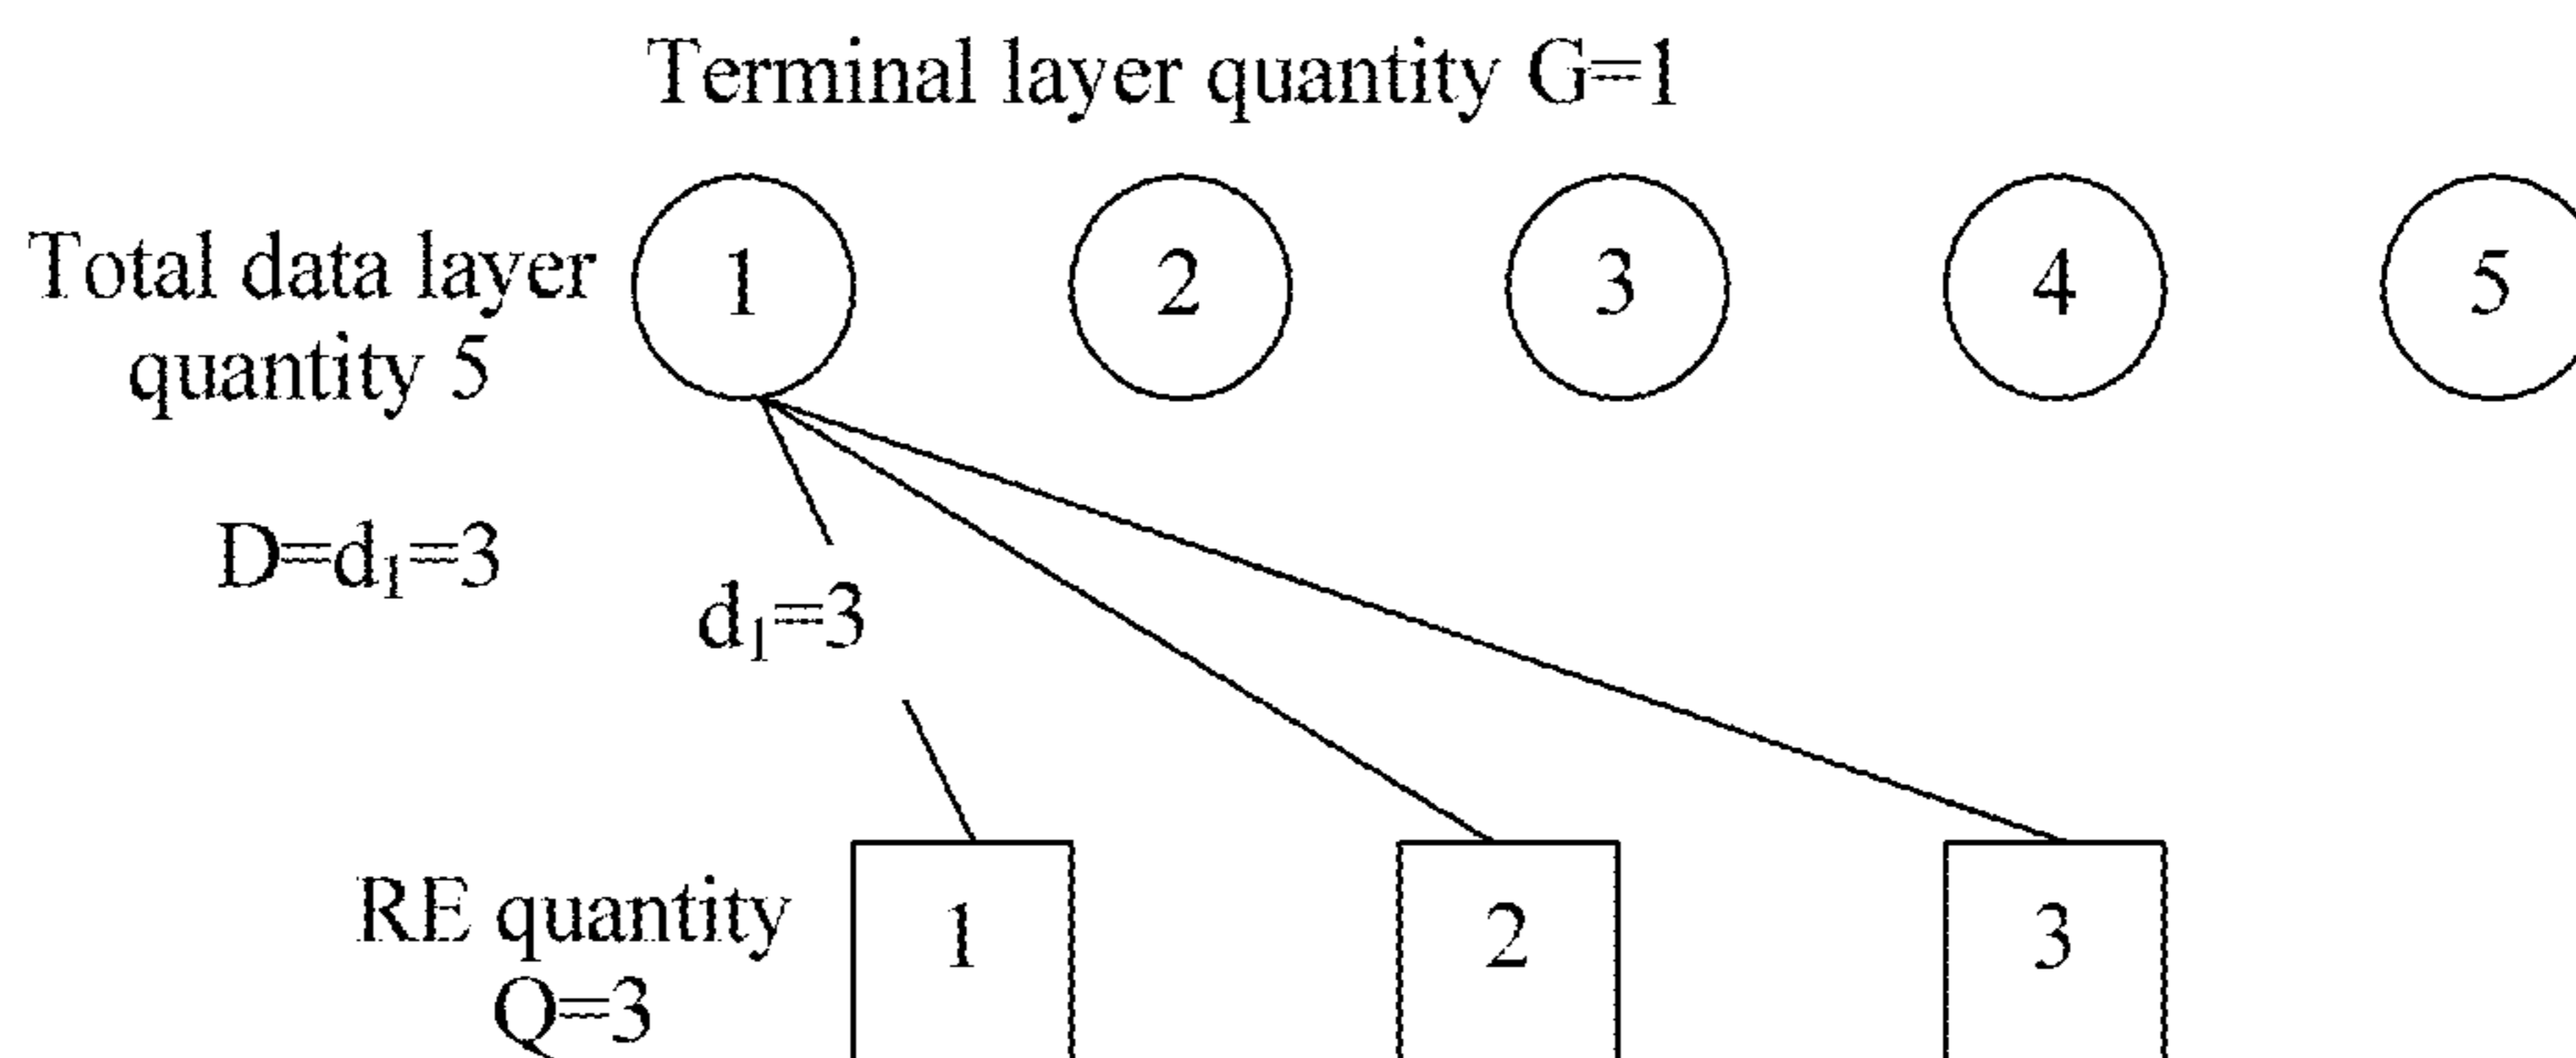 Terminal layer quantity G=1
Total data layer
quantity 5
1 2 3 4 5
D=d₁=3
d₁=3
RE quantity
Q=3
1 2 3